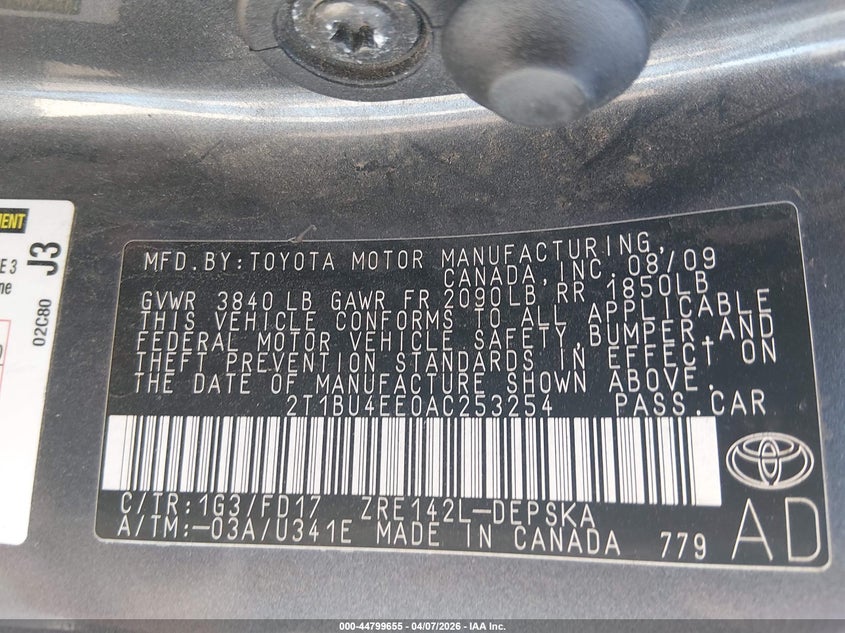 MENT
E 3
ne
J3
02C80
MFD.BY:TOYOTA MOTOR MANUFACTURING,
CANADA,INC. 08/09
GVWR 3840 LB GAWR FR 2090LB RR 1850LB
THIS VEHICLE CONFORMS TO ALL APPLICABLE
FEDERAL MOTOR VEHICLE SAFETY,BUMPER,AND
THEFT PREVENTION STANDARDS IN EFFECT ON
THE DATE OF MANUFACTURE SHOWN ABOVE.
2T1BU4EE0AC253254 PASS.CAR
C/TR:1G3/FD17 ZRE142L-DEPSKA
A/TM:-03A/U341E MADE IN CANADA 779
AD
000-44799655 | 04/07/2026 - IAA Inc.